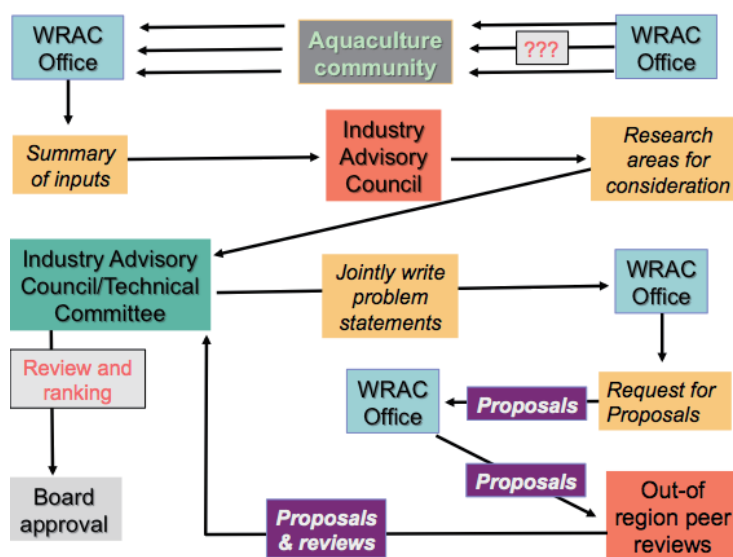 WRAC
Office
Aquaculture
community
???
WRAC
Office
Summary
of inputs
Industry
Advisory
Council
Research
areas for
consideration
Industry Advisory
Council/Technical
Committee
Jointly write
problem
statements
WRAC
Office
Review and
ranking
WRAC
Office
Proposals
Request for
Proposals
Board
approval
Proposals
& reviews
Proposals
Out-of
region peer
reviews